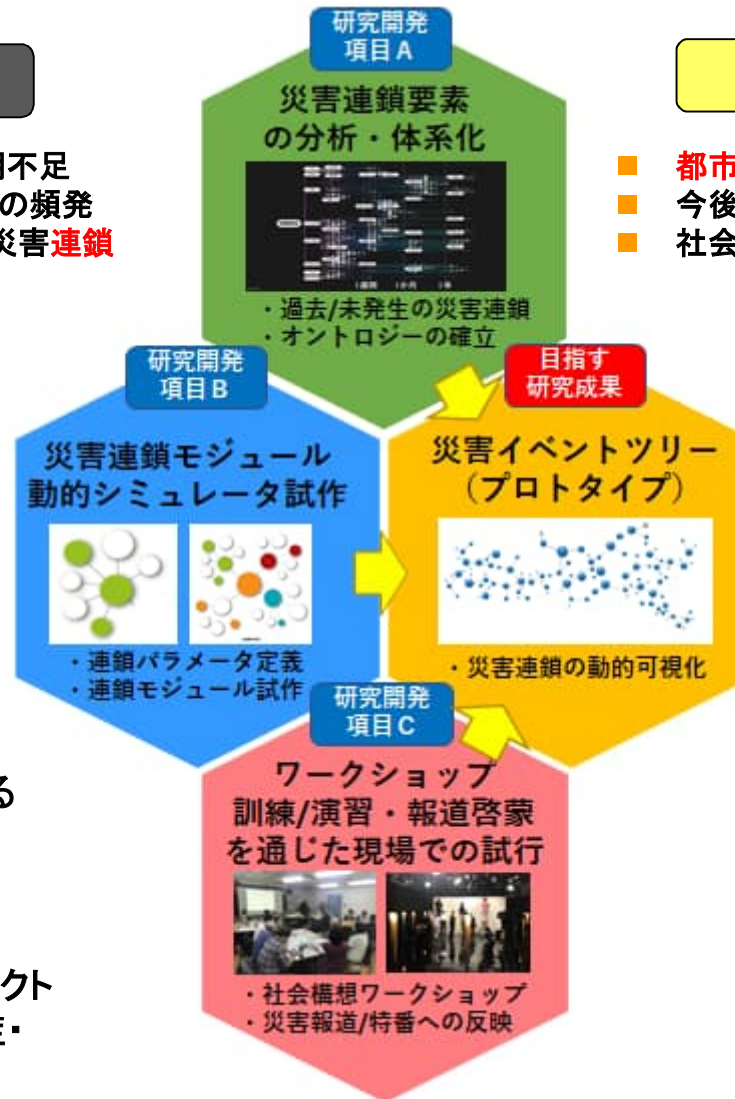 研究開発
項目A
災害連鎖要素
の分析・体系化
・過去/未発生の災害連鎖
・オントロジーの確立
不足
の頻発
災害連鎖
都市
今後
社会
研究開発
項目B
災害連鎖モジュール
動的シミュレータ試作
・連鎖パラメータ定義
・連鎖モジュール試作
目指す
研究成果
災害イベントツリー
（プロトタイプ）
・災害連鎖の動的可視化
研究開発
項目C
ワークショップ
訓練/演習・報道啓蒙
を通じた現場での試行
・社会構想ワークショップ
・災害報道/特番への反映
る
クト